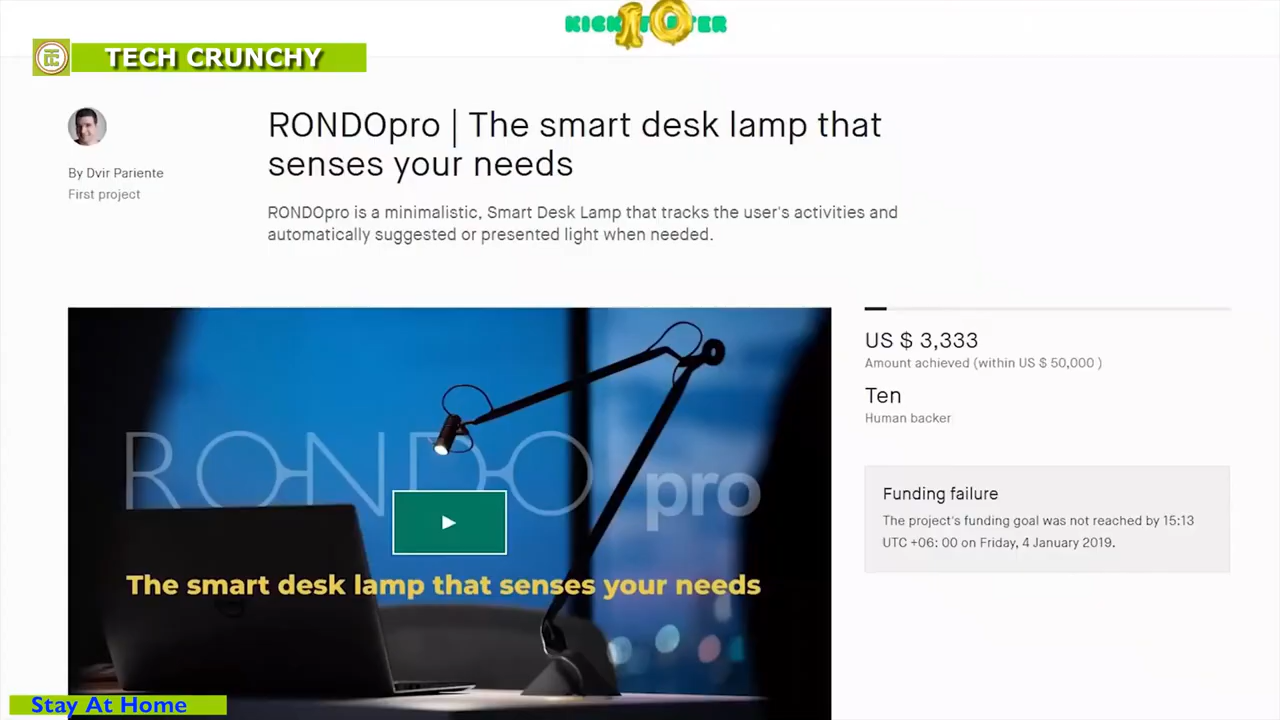 TECH CRUNCHY
RONDOpro | The smart desk lamp that
senses your needs
By Dvir Pariente
First project
RONDOpro is a minimalistic, Smart Desk Lamp that tracks the user's activities and
automatically suggested or presented light when needed.
RONDO pro
The smart desk lamp that senses your needs
US $ 3,333
Amount achieved (within US $ 50,000 )
Ten
Human backer
Funding failure
The project's funding goal was not reached by 15:13
UTC +06: 00 on Friday, 4 January 2019.
Stay At Home